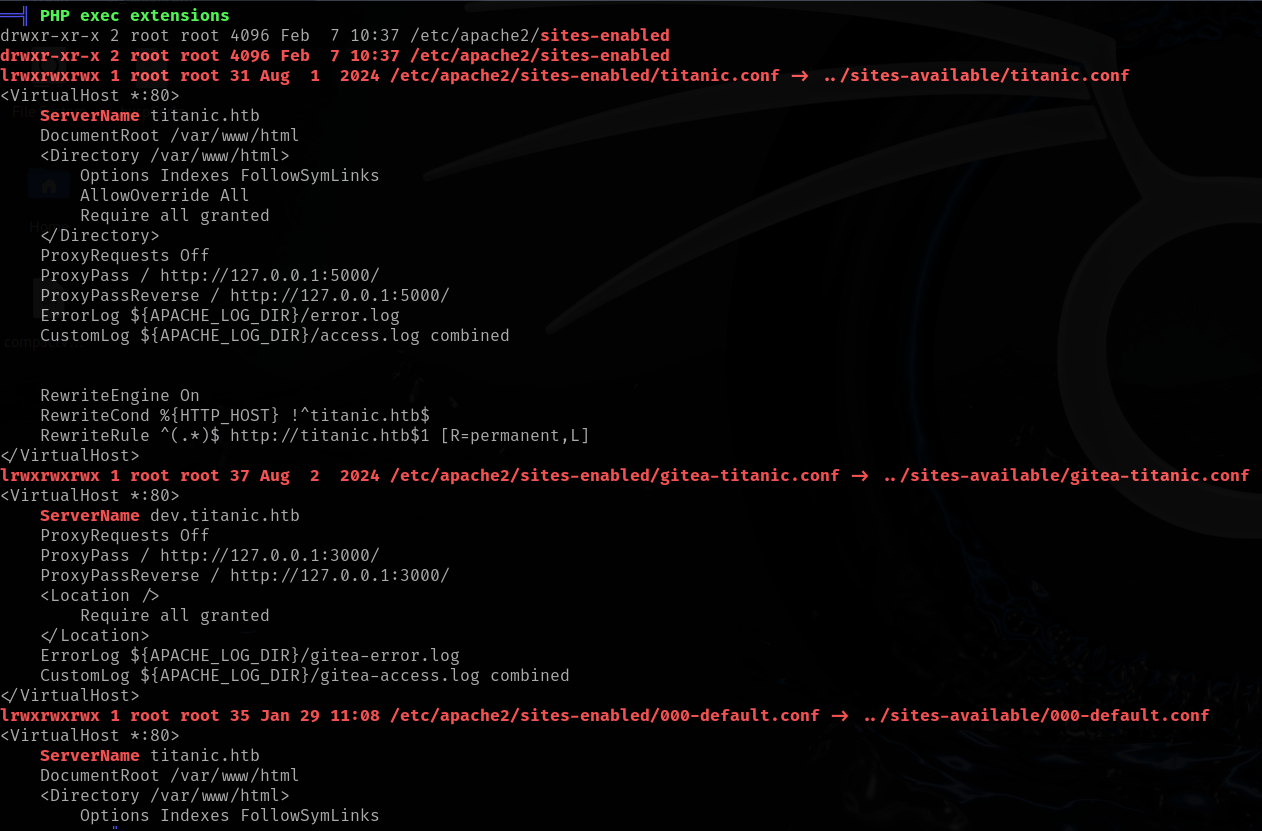 ══╣ PHP exec extensions
drwxr-xr-x 2 root root 4096 Feb  7 10:37 /etc/apache2/sites-enabled
drwxr-xr-x 2 root root 4096 Feb  7 10:37 /etc/apache2/sites-enabled
lrwxrwxrwx 1 root root 31 Aug  1  2024 /etc/apache2/sites-enabled/titanic.conf -> ../sites-available/titanic.conf
<VirtualHost *:80>
    ServerName titanic.htb
    DocumentRoot /var/www/html
    <Directory /var/www/html>
        Options Indexes FollowSymLinks
        AllowOverride All
        Require all granted
    </Directory>
    ProxyRequests Off
    ProxyPass / http://127.0.0.1:5000/
    ProxyPassReverse / http://127.0.0.1:5000/
    ErrorLog ${APACHE_LOG_DIR}/error.log
    CustomLog ${APACHE_LOG_DIR}/access.log combined
    RewriteEngine On
    RewriteCond %{HTTP_HOST} !^titanic.htb$
    RewriteRule ^(.*)$ http://titanic.htb$1 [R=permanent,L]
</VirtualHost>
lrwxrwxrwx 1 root root 37 Aug  2  2024 /etc/apache2/sites-enabled/gitea-titanic.conf -> ../sites-available/gitea-titanic.conf
<VirtualHost *:80>
    ServerName dev.titanic.htb
    ProxyRequests Off
    ProxyPass / http://127.0.0.1:3000/
    ProxyPassReverse / http://127.0.0.1:3000/
    <Location />
        Require all granted
    </Location>
    ErrorLog ${APACHE_LOG_DIR}/gitea-error.log
    CustomLog ${APACHE_LOG_DIR}/gitea-access.log combined
</VirtualHost>
lrwxrwxrwx 1 root root 35 Jan 29 11:08 /etc/apache2/sites-enabled/000-default.conf -> ../sites-available/000-default.conf
<VirtualHost *:80>
    ServerName titanic.htb
    DocumentRoot /var/www/html
    <Directory /var/www/html>
        Options Indexes FollowSymLinks